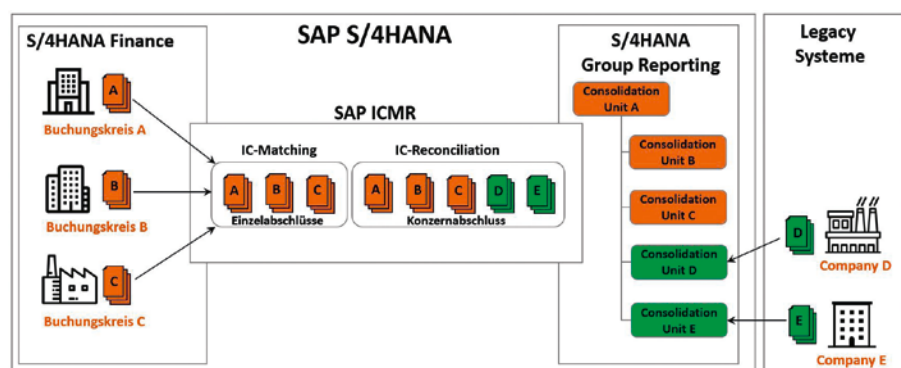 SAP S/4HANA
S/4HANA Finance
A
Buchungskreis A
B
Buchungskreis B
C
Buchungskreis C
SAP ICMR
IC-Matching
A
B
C
Einzelabschlüsse
IC-Reconciliation
A
B
C
D
E
Konzernabschluss
S/4HANA
Group Reporting
Consolidation
Unit A
Consolidation
Unit B
Consolidation
Unit C
Consolidation
Unit D
Consolidation
Unit E
Legacy
Systeme
D
Company D
E
Company E